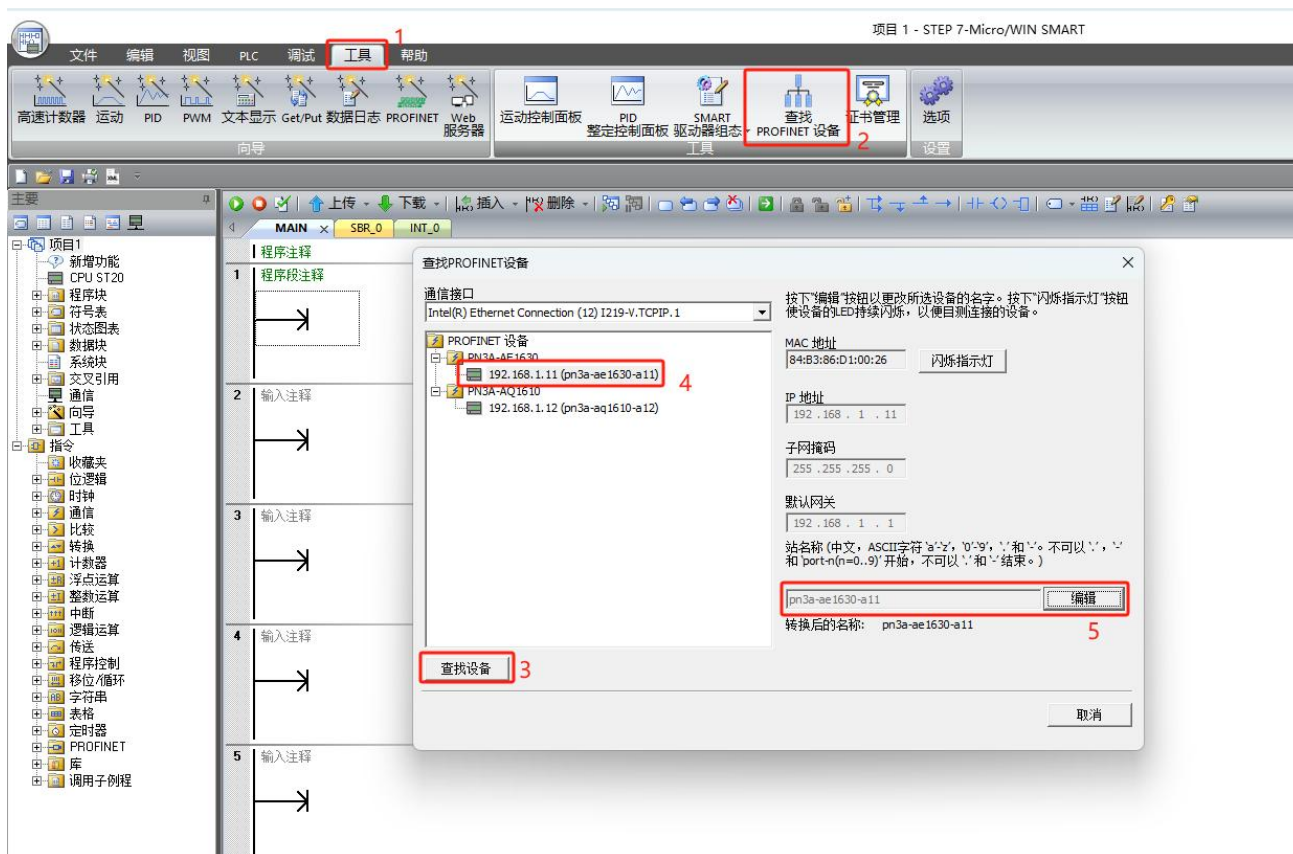 项目 1 - STEP 7-Micro/WIN SMART
1
文件 编辑 视图 PLC 调试 工具 帮助
高速计数器 运动 PID PWM 文本显示 Get/Put 数据日志 PROFINET Web 服务器
运动控制面板 PID 整定控制面板 SMART 驱动器组态 查找 PROFINET 设备 证书管理 选项
2
向导 工具 设置
主要
上传 下载 插入 删除
MAIN × SBR_0 INT_0
项目1
新增功能
CPU ST20
程序块
符号表
状态图表
数据块
系统块
交叉引用
通信
向导
工具
指令
收藏夹
位逻辑
时钟
通信
比较
转换
计数器
浮点运算
整数运算
中断
逻辑运算
传送
程序控制
移位/循环
字符串
表格
定时器
PROFINET
库
调用子例程
程序注释
1 程序段注释
2 输入注释
3 输入注释
4 输入注释
5 输入注释
查找PROFINET设备
通信接口
Intel(R) Ethernet Connection (12) I219-V.TCPIP.1
PROFINET 设备
PN3A-AE1630
192.168.1.11 (pn3a-ae1630-a11)
4
PN3A-AQ1610
192.168.1.12 (pn3a-aq1610-a12)
查找设备
3
按下"编辑"按钮以更改所选设备的名字。按下"闪烁指示灯"按钮
使设备的LED持续闪烁，以便目测连接的设备。
MAC 地址
84:B3:86:D1:00:26 闪烁指示灯
IP 地址
192 . 168 . 1 . 11
子网掩码
255 . 255 . 255 . 0
默认网关
192 . 168 . 1 . 1
站名称 (中文，ASCII字符 'a'-'z'，'0'-'9'，'.' 和 '-'。不可以 '.'，'-'
和 'port-n(n=0..9)' 开始，不可以 '.' 和 '-' 结束。)
pn3a-ae1630-a11 编辑
转换后的名称: pn3a-ae1630-a11
5
取消